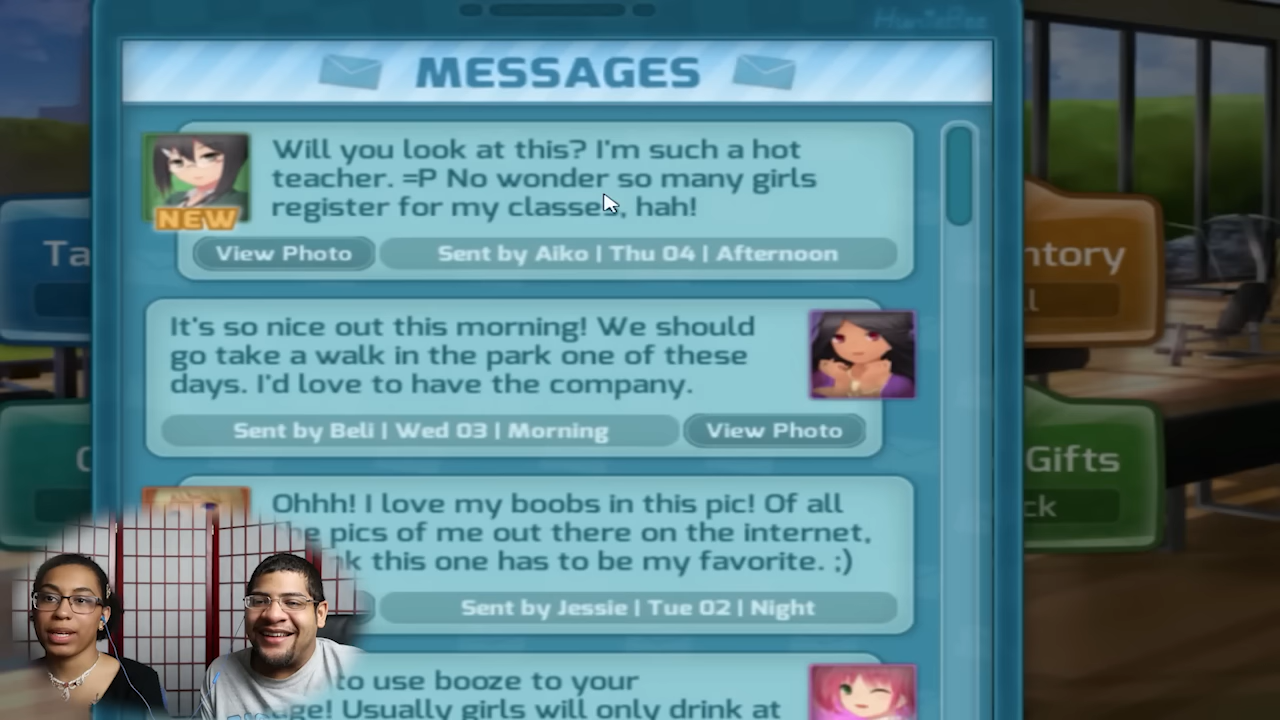 HuniePop
MESSAGES
Will you look at this? I'm such a hot
teacher. =P No wonder so many girls
register for my classes, hah!
NEW
View Photo
Sent by Aiko | Thu 04 | Afternoon
Ta
ntory
l
It's so nice out this morning! We should
go take a walk in the park one of these
days. I'd love to have the company.
Sent by Beli | Wed 03 | Morning
View Photo
Gifts
ck
Ohhh! I love my boobs in this pic! Of all
e pics of me out there on the internet,
k this one has to be my favorite. ;)
Sent by Jessie | Tue 02 | Night
to use booze to your
ge! Usually girls will only drink at